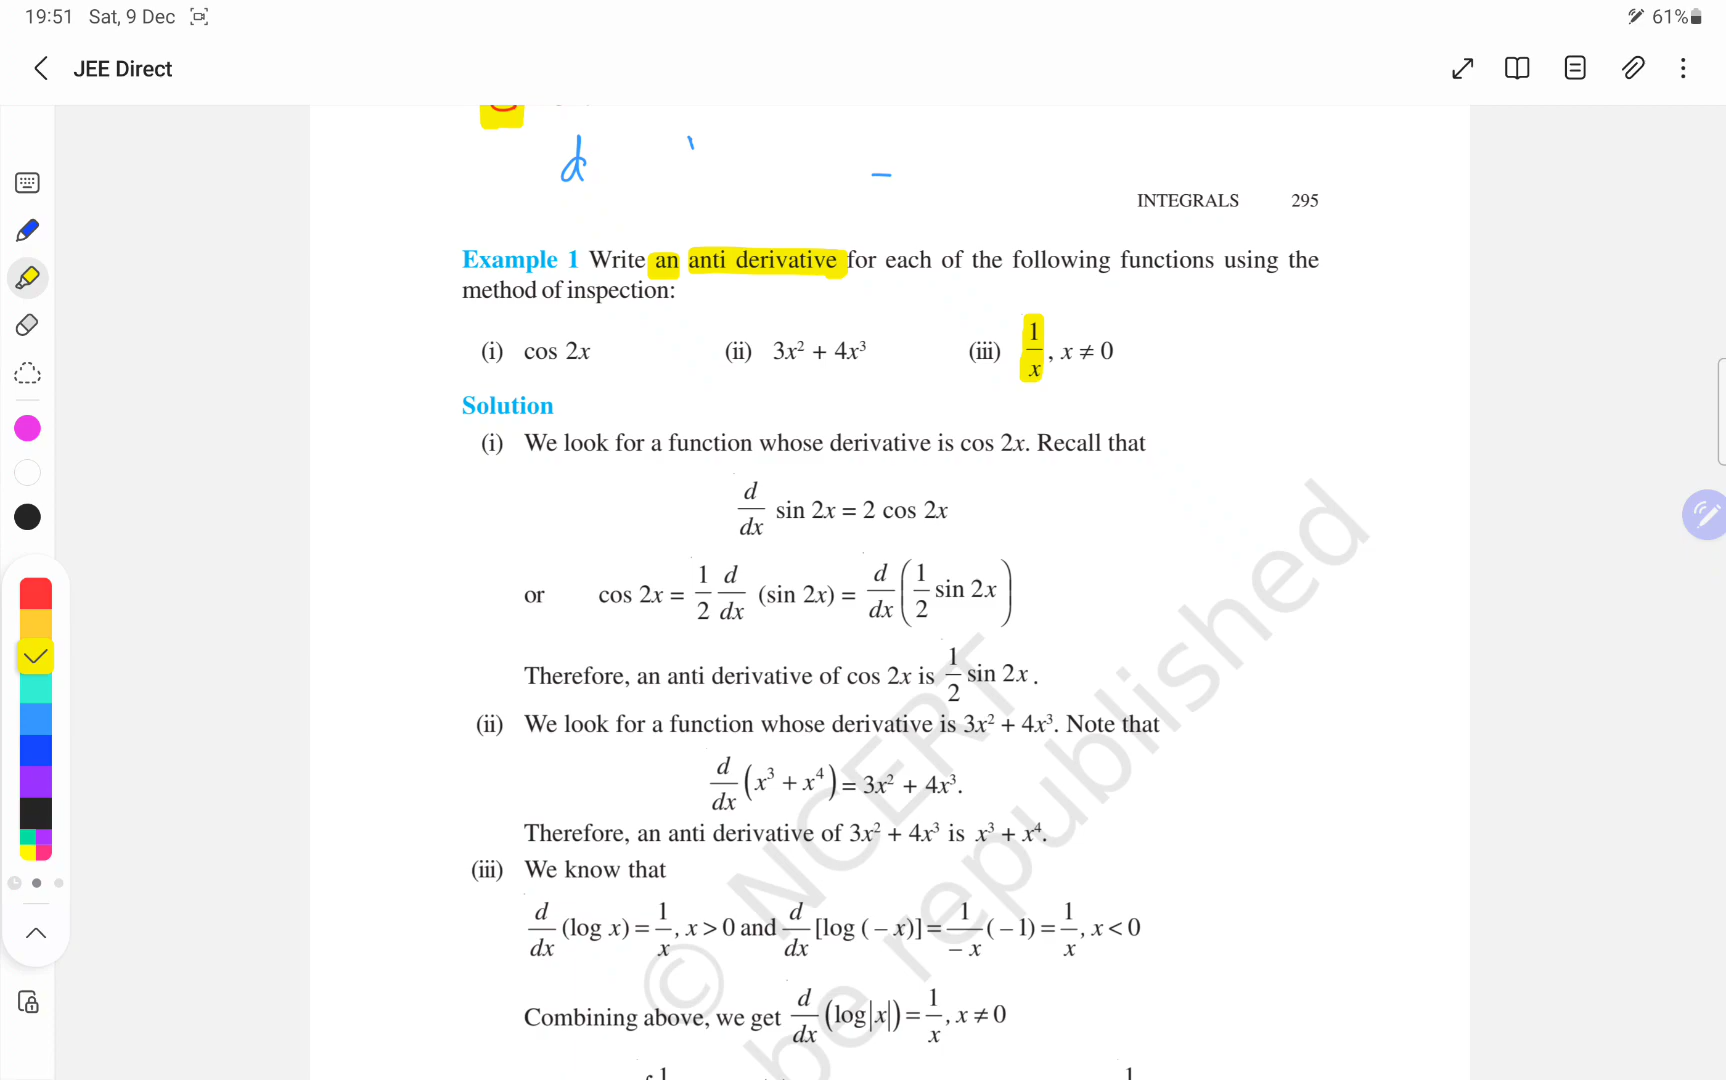 19:51 Sat, 9 Dec 61%
JEE Direct
d
INTEGRALS 295
Example 1 Write an anti derivative for each of the following functions using the
method of inspection:
(i) cos 2x (ii) 3x² + 4x³ (iii) 1/x, x ≠ 0
Solution
(i) We look for a function whose derivative is cos 2x. Recall that
d/dx sin 2x = 2 cos 2x
or cos 2x = 1/2 d/dx (sin 2x) = d/dx (1/2 sin 2x)
Therefore, an anti derivative of cos 2x is 1/2 sin 2x.
(ii) We look for a function whose derivative is 3x² + 4x³. Note that
d/dx (x³ + x⁴) = 3x² + 4x³.
Therefore, an anti derivative of 3x² + 4x³ is x³ + x⁴.
(iii) We know that
d/dx (log x) = 1/x, x > 0 and d/dx [log (– x)] = 1/– x (– 1) = 1/x, x < 0
Combining above, we get d/dx (log|x|) = 1/x, x ≠ 0
© NCERT
be republished